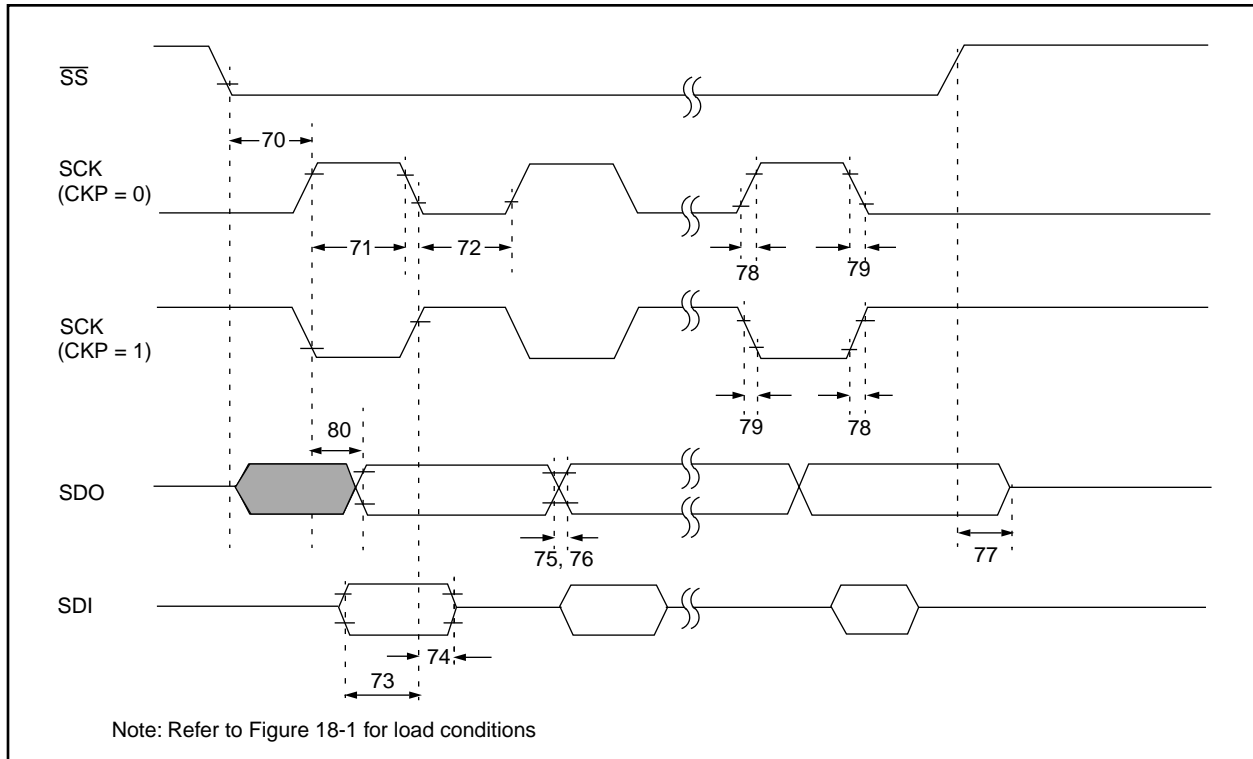 SS
70
SCK
(CKP = 0)
71
72
78
79
SCK
(CKP = 1)
79
78
80
SDO
75, 76
77
SDI
74
73
Note: Refer to Figure 18-1 for load conditions